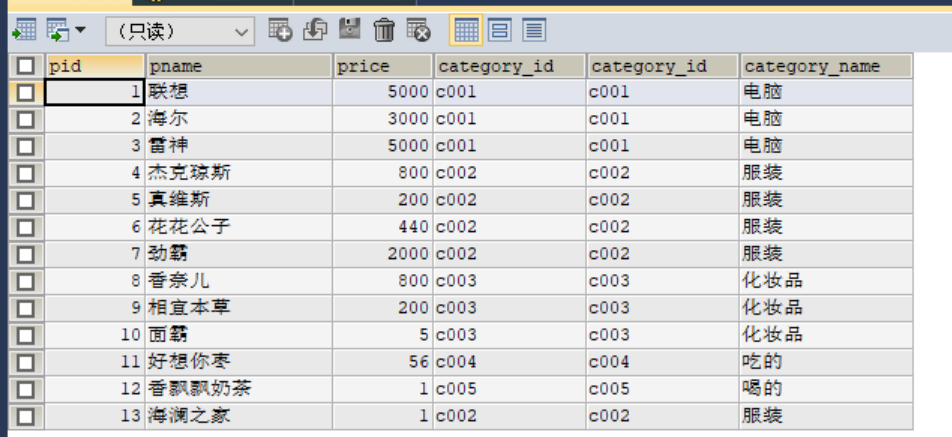 (只读)
pid pname price category_id category_id category_name
1 联想 5000 c001 c001 电脑
2 海尔 3000 c001 c001 电脑
3 雷神 5000 c001 c001 电脑
4 杰克琼斯 800 c002 c002 服装
5 真维斯 200 c002 c002 服装
6 花花公子 440 c002 c002 服装
7 劲霸 2000 c002 c002 服装
8 香奈儿 800 c003 c003 化妆品
9 相宜本草 200 c003 c003 化妆品
10 面霸 5 c003 c003 化妆品
11 好想你枣 56 c004 c004 吃的
12 香飘飘奶茶 1 c005 c005 喝的
13 海澜之家 1 c002 c002 服装